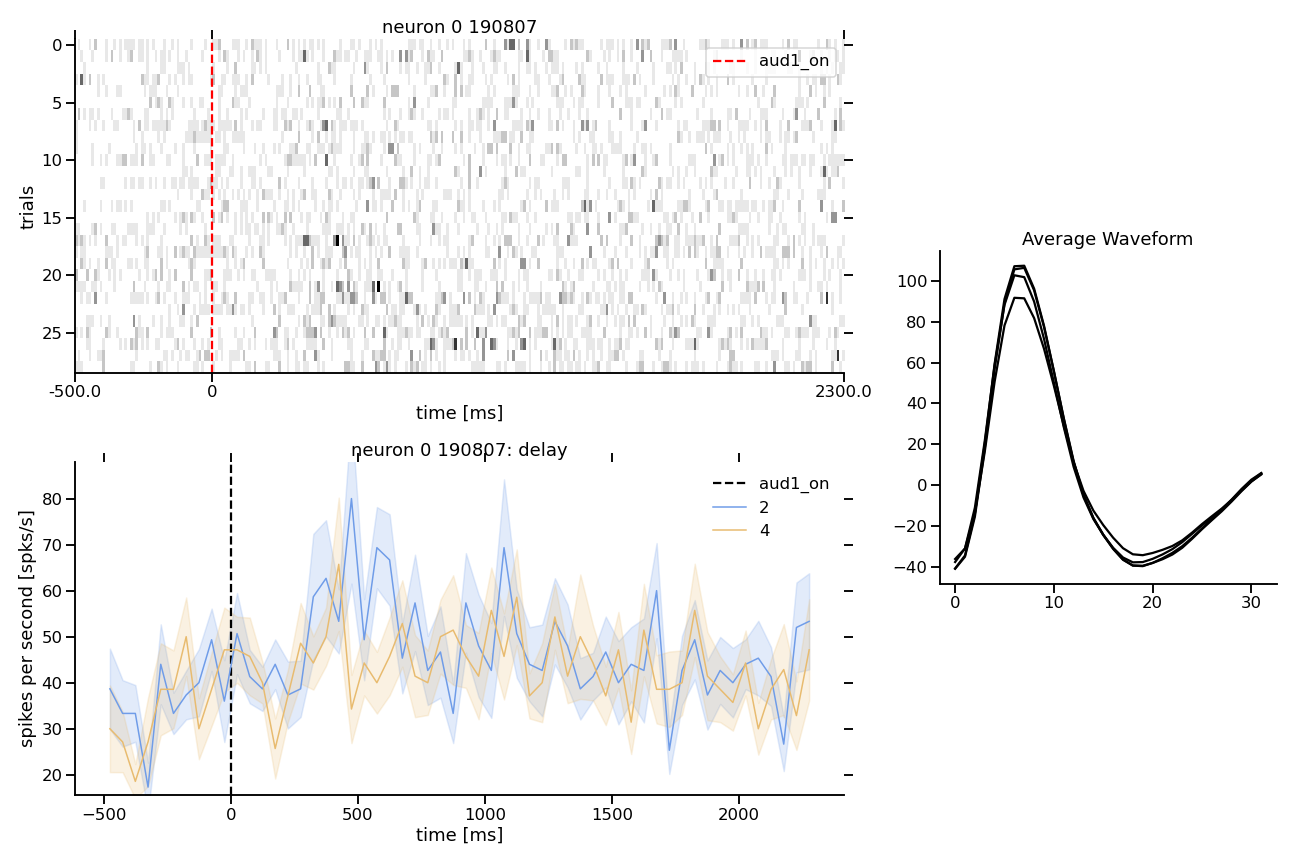 neuron 0 190807
aud1_on
0
5
10
15
20
25
trials
-500.0 0 2300.0
time [ms]
neuron 0 190807: delay
aud1_on
2
4
80
70
60
50
40
30
20
spikes per second [spks/s]
−500 0 500 1000 1500 2000
time [ms]
Average Waveform
100
80
60
40
20
0
−20
−40
0 10 20 30